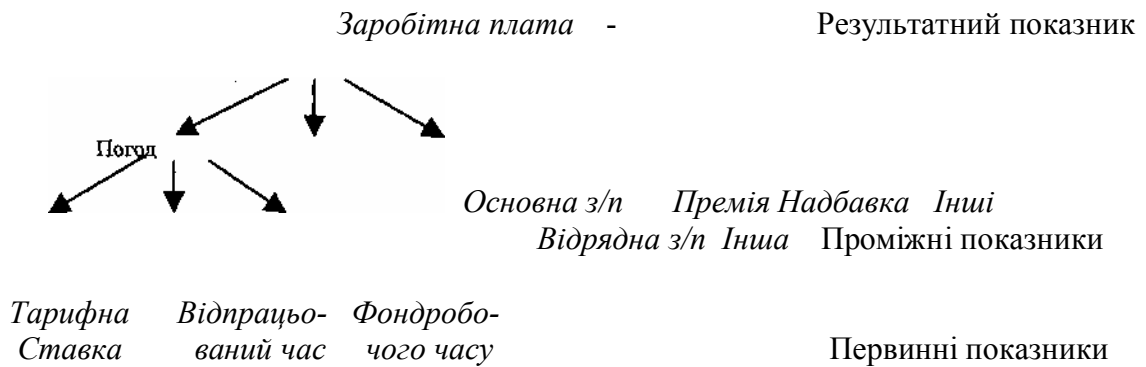 Заробітна плата - Результатний показник
Погод
Основна з/п Премія Надбавка Інші
Відрядна з/п Інша Проміжні показники
Тарифна Відпрацьо- Фондробо-
Ставка ваний час чого часу
Первинні показники